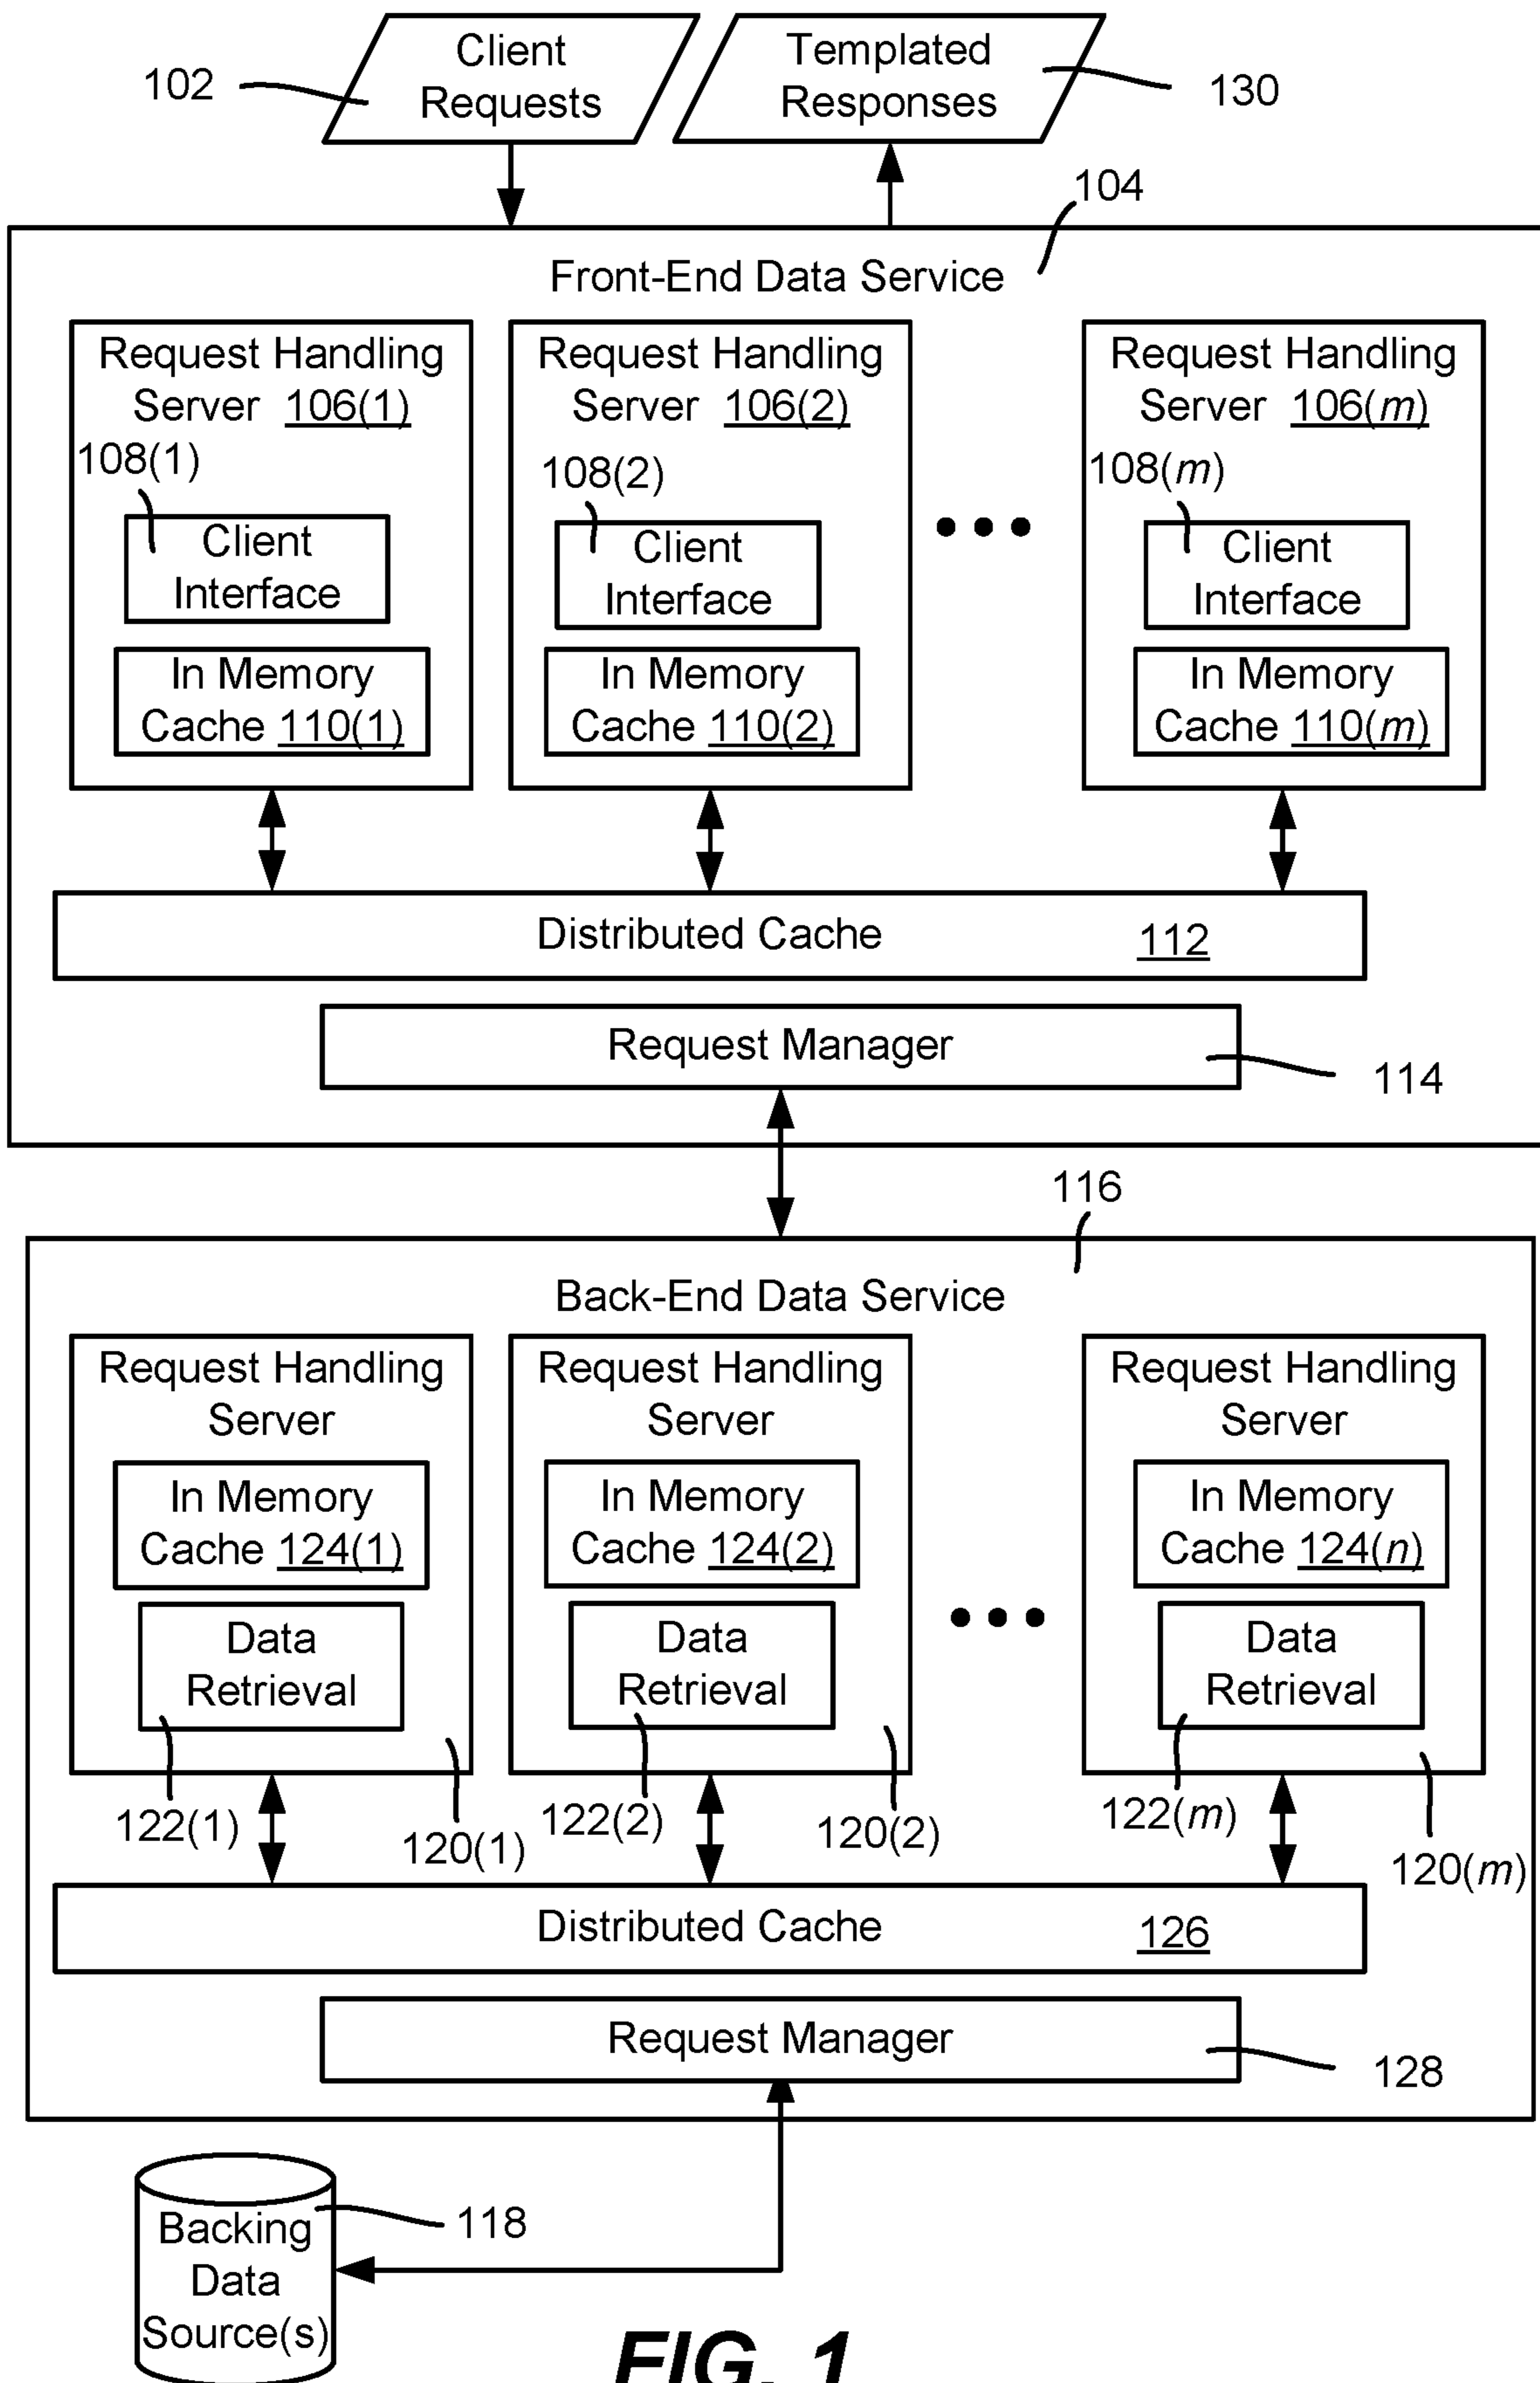 Client
Requests
102
Templated
Responses
130
104
Front-End Data Service
Request Handling
Server 106(1)
108(1)
Client
Interface
In Memory
Cache 110(1)
Request Handling
Server 106(2)
108(2)
Client
Interface
In Memory
Cache 110(2)
Request Handling
Server 106(m)
108(m)
Client
Interface
In Memory
Cache 110(m)
Distributed Cache 112
Request Manager
114
116
Back-End Data Service
Request Handling
Server
In Memory
Cache 124(1)
Data
Retrieval
122(1)
120(1)
Request Handling
Server
In Memory
Cache 124(2)
Data
Retrieval
122(2)
120(2)
Request Handling
Server
In Memory
Cache 124(n)
Data
Retrieval
122(m)
120(m)
Distributed Cache 126
Request Manager
128
Backing
Data
Source(s)
118
FIG. 1